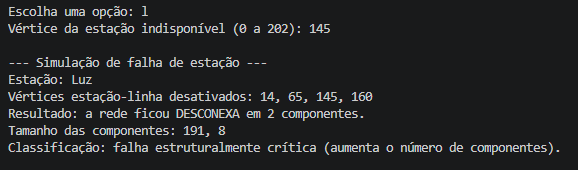 Escolha uma opção: l
Vértice da estação indisponível (0 a 202): 145
--- Simulação de falha de estação ---
Estação: Luz
Vértices estação-linha desativados: 14, 65, 145, 160
Resultado: a rede ficou DESCONEXA em 2 componentes.
Tamanho das componentes: 191, 8
Classificação: falha estruturalmente crítica (aumenta o número de componentes).